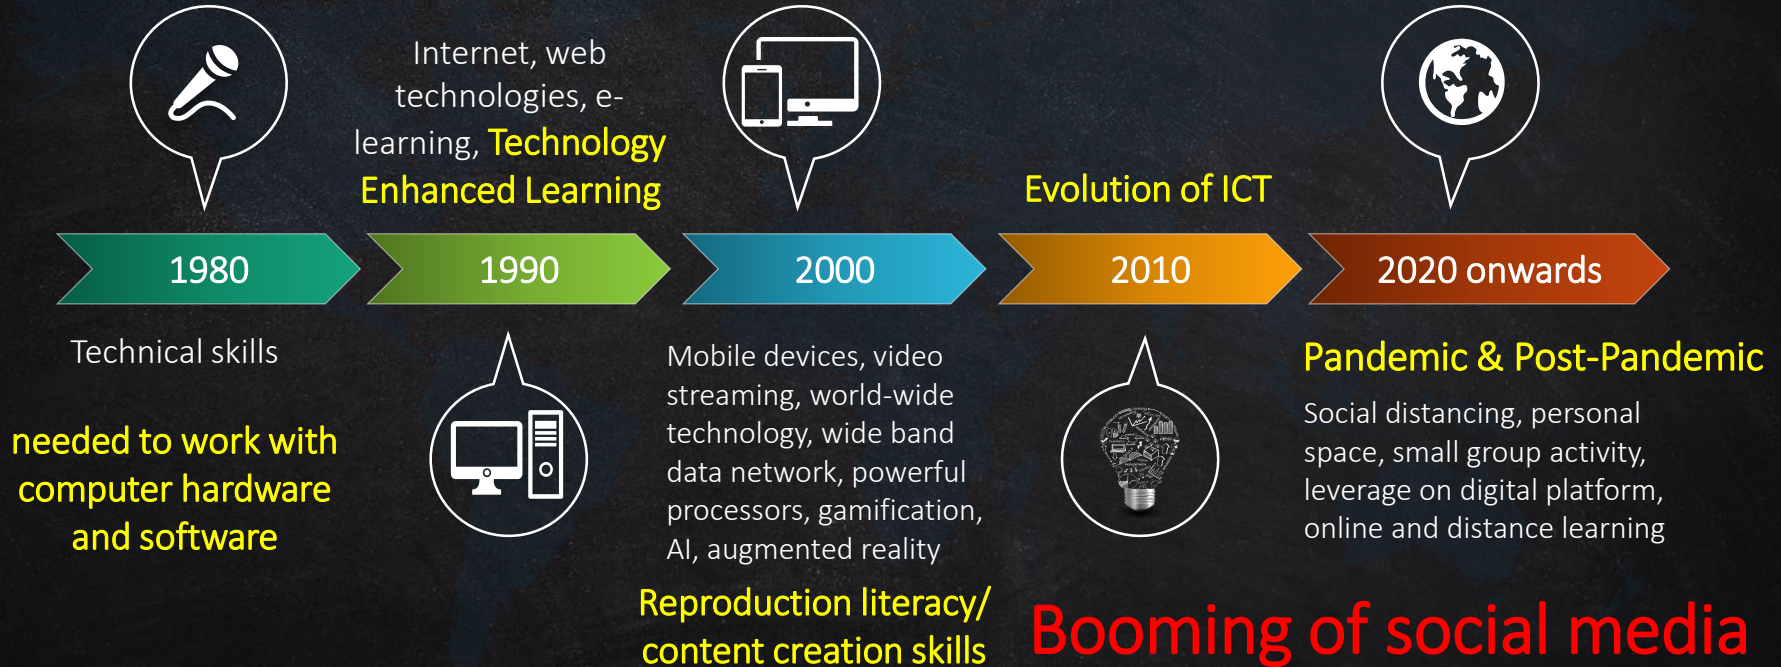 1980
Technical skills
needed to work with
computer hardware
and software
Internet, web
technologies, e-
learning, Technology
Enhanced Learning
1990
2000
Mobile devices, video
streaming, world-wide
technology, wide band
data network, powerful
processors, gamification,
AI, augmented reality
Reproduction literacy/
content creation skills
Evolution of ICT
2010
2020 onwards
Pandemic & Post-Pandemic
Social distancing, personal
space, small group activity,
leverage on digital platform,
online and distance learning
Booming of social media